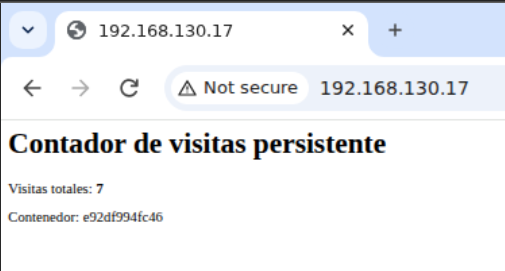 192.168.130.17
Not secure 192.168.130.17
Contador de visitas persistente
Visitas totales: 7
Contenedor: e92df994fc46